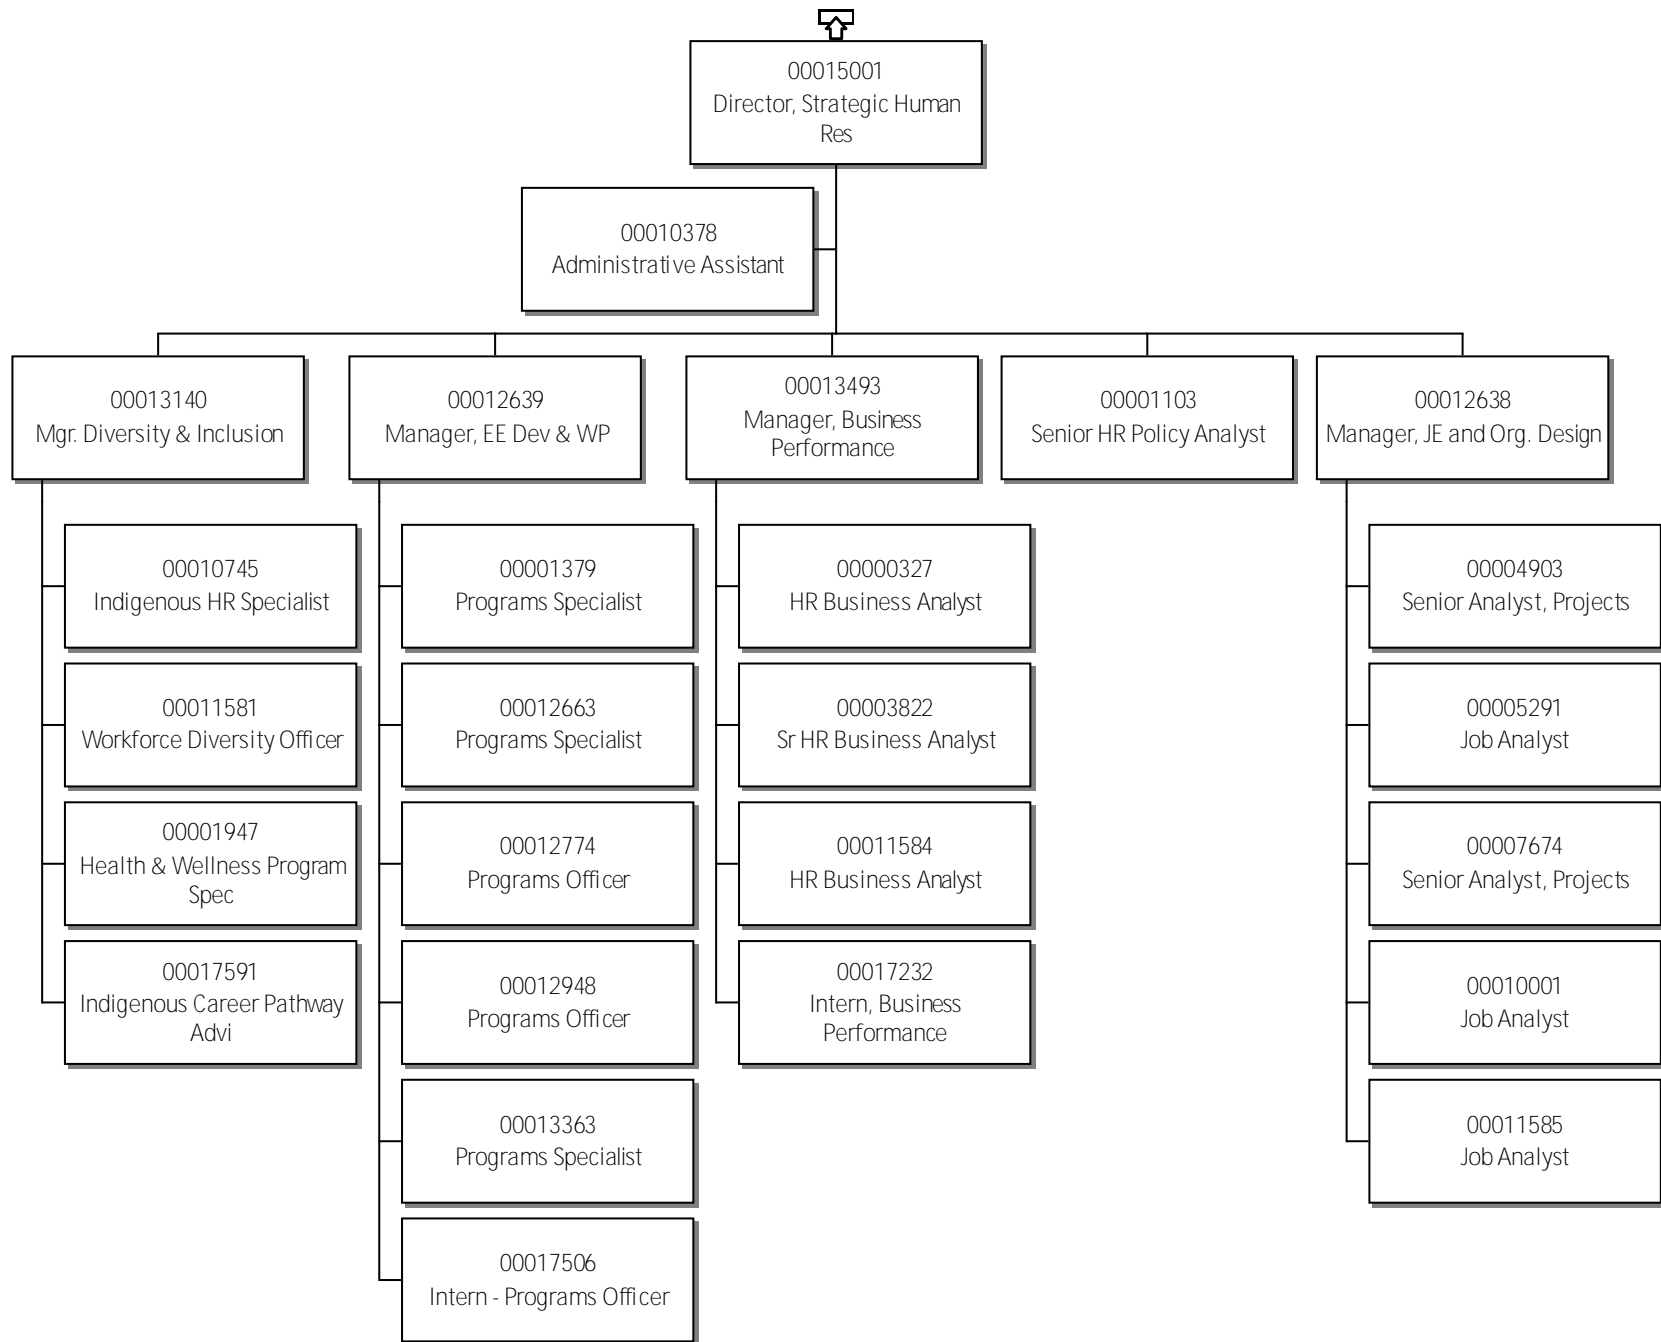 00015001
Director, Strategic Human
Res
00010378
Administrative Assistant
00013140
Mgr. Diversity & Inclusion
00012639
Manager, EE Dev & WP
00013493
Manager, Business
Performance
00001103
Senior HR Policy Analyst
00012638
Manager, JE and Org. Design
00010745
Indigenous HR Specialist
00011581
Workforce Diversity Officer
00001947
Health & Wellness Program
Spec
00017591
Indigenous Career Pathway
Advi
00001379
Programs Specialist
00012663
Programs Specialist
00012774
Programs Officer
00012948
Programs Officer
00013363
Programs Specialist
00017506
Intern - Programs Officer
00000327
HR Business Analyst
00003822
Sr HR Business Analyst
00011584
HR Business Analyst
00017232
Intern, Business
Performance
00004903
Senior Analyst, Projects
00005291
Job Analyst
00007674
Senior Analyst, Projects
00010001
Job Analyst
00011585
Job Analyst